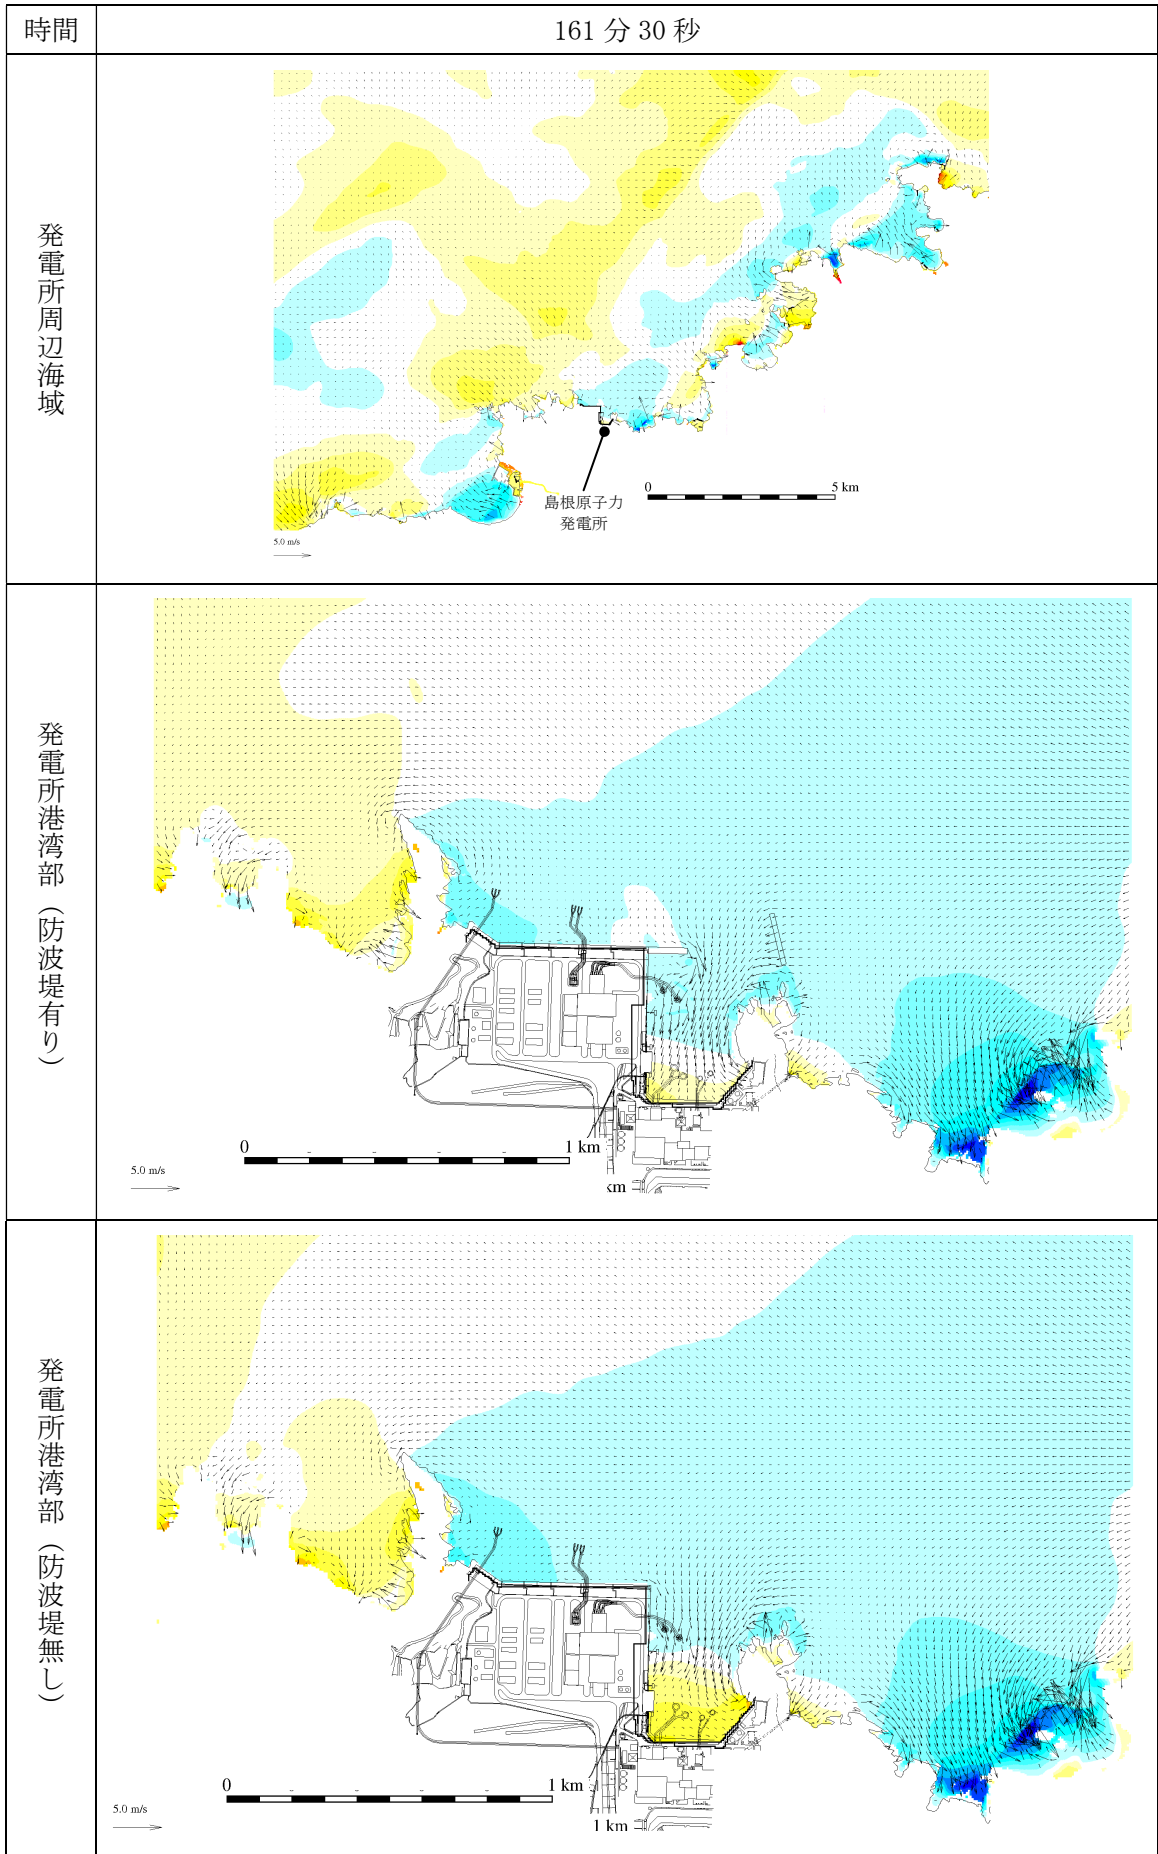 時間
161 分 30 秒
発電所周辺海域
島根原子力
発電所
0
5 km
5.0 m/s
発電所港湾部（防波堤有り）
0
1 km
5.0 m/s
km
発電所港湾部（防波堤無し）
0
1 km
5.0 m/s
1 km